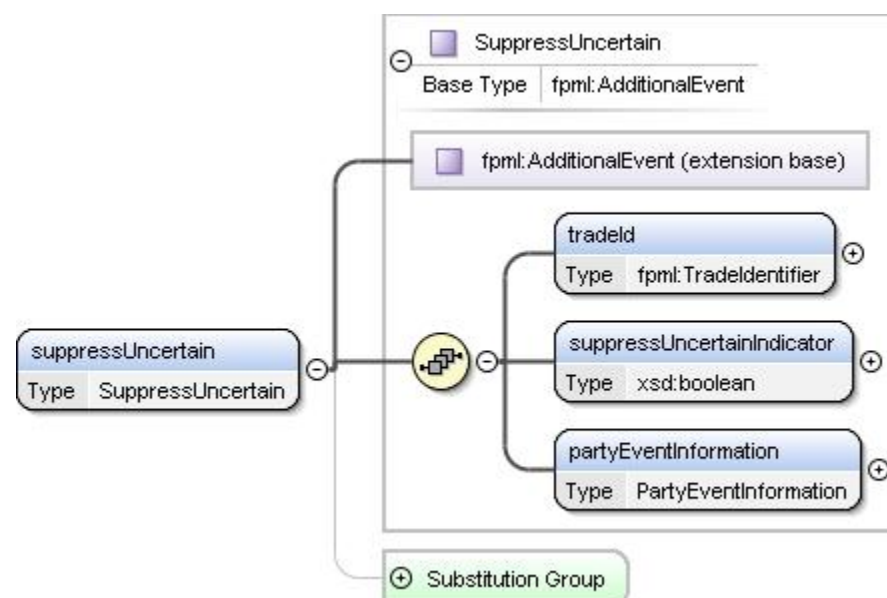 SuppressUncertain
Base Type fpml:AdditionalEvent
fpml:AdditionalEvent (extension base)
tradeId
Type fpml:TradeIdentifier
suppressUncertain
Type SuppressUncertain
suppressUncertainIndicator
Type xsd:boolean
partyEventInformation
Type PartyEventInformation
Substitution Group